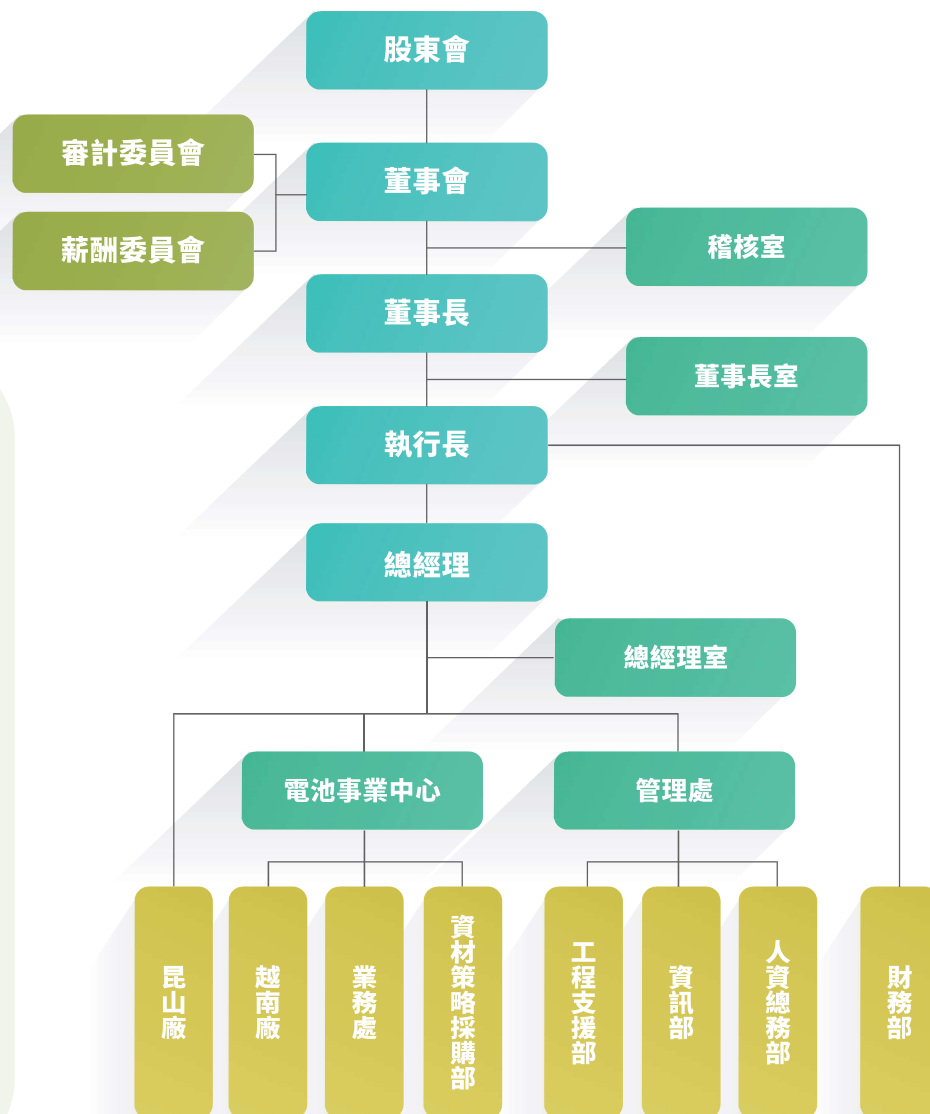 股東會
審計委員會
董事會
薪酬委員會
稽核室
董事長
董事長室
執行長
總經理
總經理室
電池事業中心
管理處
昆山廠
越南廠
業務處
資材策略採購部
工程支援部
資訊部
人資總務部
財務部